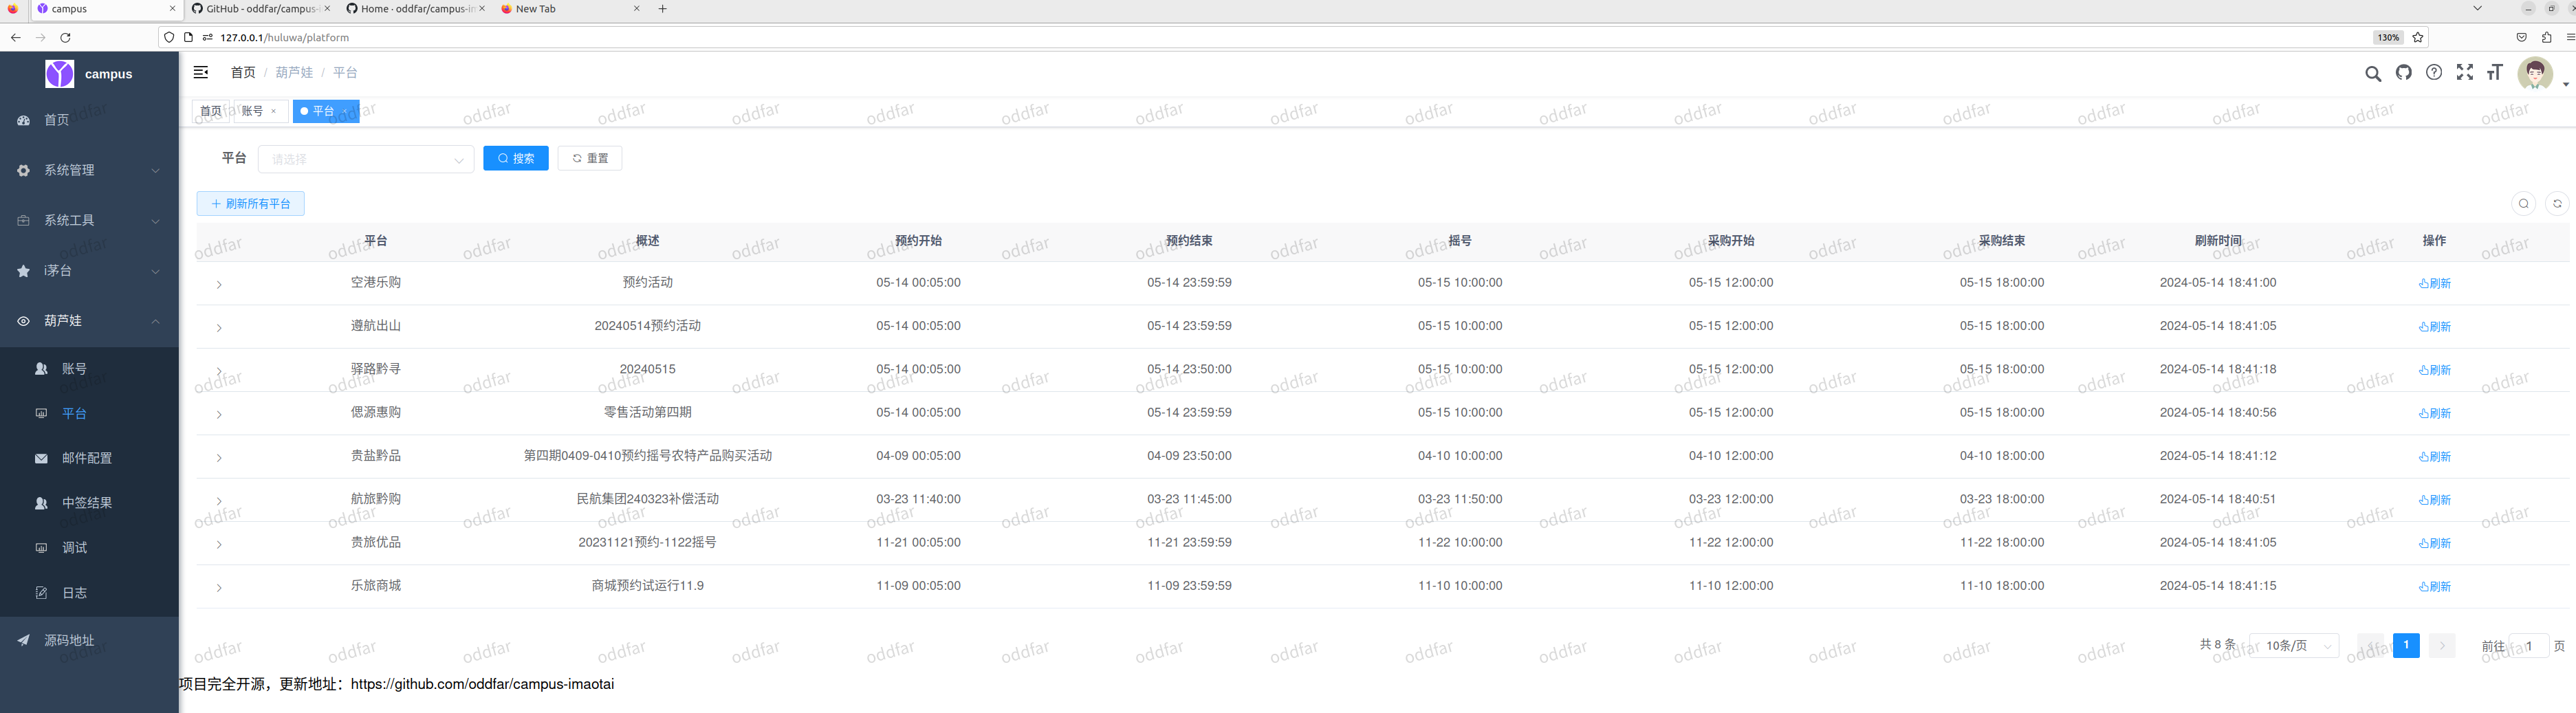 campus
GitHub - oddfar/campus-i
Home · oddfar/campus-im
New Tab
127.0.0.1/huluwa/platform
130%
campus
首页 / 葫芦娃 / 平台
首页
账号
平台
首页
系统管理
系统工具
i茅台
葫芦娃
账号
平台
邮件配置
中签结果
调试
日志
源码地址
平台 请选择 搜索 重置
刷新所有平台
平台 概述 预约开始 预约结束 摇号 采购开始 采购结束 刷新时间 操作
空港乐购 预约活动 05-14 00:05:00 05-14 23:59:59 05-15 10:00:00 05-15 12:00:00 05-15 18:00:00 2024-05-14 18:41:00 刷新
遵航出山 20240514预约活动 05-14 00:05:00 05-14 23:59:59 05-15 10:00:00 05-15 12:00:00 05-15 18:00:00 2024-05-14 18:41:05 刷新
驿路黔寻 20240515 05-14 00:05:00 05-14 23:50:00 05-15 10:00:00 05-15 12:00:00 05-15 18:00:00 2024-05-14 18:41:18 刷新
偲源惠购 零售活动第四期 05-14 00:05:00 05-14 23:59:59 05-15 10:00:00 05-15 12:00:00 05-15 18:00:00 2024-05-14 18:40:56 刷新
贵盐黔品 第四期0409-0410预约摇号农特产品购买活动 04-09 00:05:00 04-09 23:50:00 04-10 10:00:00 04-10 12:00:00 04-10 18:00:00 2024-05-14 18:41:12 刷新
航旅黔购 民航集团240323补偿活动 03-23 11:40:00 03-23 11:45:00 03-23 11:50:00 03-23 12:00:00 03-23 18:00:00 2024-05-14 18:40:51 刷新
贵旅优品 20231121预约-1122摇号 11-21 00:05:00 11-21 23:59:59 11-22 10:00:00 11-22 12:00:00 11-22 18:00:00 2024-05-14 18:41:05 刷新
乐旅商城 商城预约试运行11.9 11-09 00:05:00 11-09 23:59:59 11-10 10:00:00 11-10 12:00:00 11-10 18:00:00 2024-05-14 18:41:15 刷新
共 8 条 10条/页 1 前往 1 页
项目完全开源，更新地址：https://github.com/oddfar/campus-imaotai
oddfar